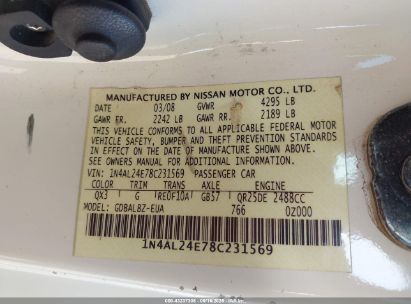 MANUFACTURED BY NISSAN MOTOR CO., LTD.
DATE 03/08 GVWR 4295 LB
GAWR FR. 2242 LB GAWR RR. 2189 LB
THIS VEHICLE CONFORMS TO ALL APPLICABLE FEDERAL MOTOR
VEHICLE SAFETY, BUMPER AND THEFT PREVENTION STANDARDS
IN EFFECT ON THE DATE OF MANUFACTURE SHOWN ABOVE.
SEE OWNERS MANUAL FOR ADDITIONAL INFORMATION
VIN: 1N4AL24E78C231569 PASSENGER CAR
COLOR TRIM TRANS AXLE ENGINE
QX3 G RE0F10A GB57 QR25DE 2488CC
MODEL: GDBALBZ-EUA 766 02000
1N4AL24E78C231569